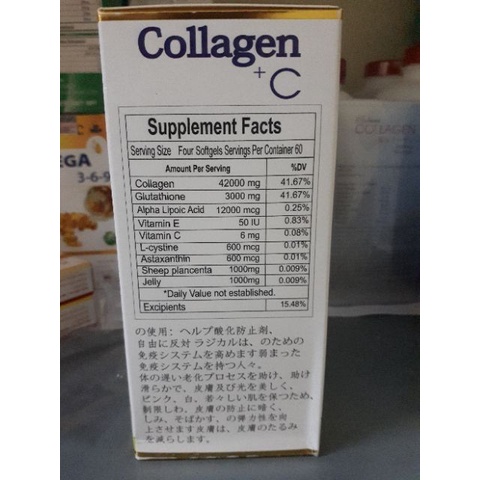 Collagen
+ C
Supplement Facts
Serving Size Four Softgels Servings Per Container 60
Amount Per Serving %DV
Collagen 42000 mg 41.67%
Glutathione 3000 mg 41.67%
Alpha Lipoic Acid 12000 mcg 0.25%
Vitamin E 50 IU 0.83%
Vitamin C 6 mg 0.08%
L-cystine 600 mcg 0.01%
Astaxanthin 600 mcg 0.01%
Sheep plancenta 1000mg 0.009%
Jelly 1000mg 0.009%
*Daily Value not established.
Excipients 15.48%
の使用: ヘルプ酸化防止剤、
自由に反対 ラジカルは、のための
免疫システムを高めます弱まった
免疫システムを持つ人々。
体の遅い老化プロセスを助け、助け
滑らかで、皮膚及び光を美しく、
ピンク、白、若々しい肌を保つため、
制限しわ、皮膚の防止に暗く、
しみ、そばかす、の弾力性を向
上させます皮膚は、皮膚のたるみ
を減らします。
EGA
3-6-9
COLLAGEN